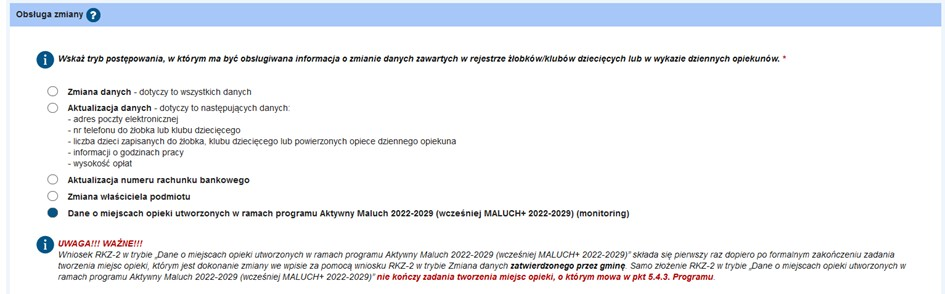 Obsługa zmiany ?
i Wskaż tryb postępowania, w którym ma być obsługiwana informacja o zmianie danych zawartych w rejestrze żłobków/klubów dziecięcych lub w wykazie dziennych opiekunów. *
Zmiana danych - dotyczy to wszystkich danych
Aktualizacja danych - dotyczy to następujących danych:
- adres poczty elektronicznej
- nr telefonu do żłobka lub klubu dziecięcego
- liczba dzieci zapisanych do żłobka, klubu dziecięcego lub powierzonych opiece dziennego opiekuna
- informacji o godzinach pracy
- wysokość opłat
Aktualizacja numeru rachunku bankowego
Zmiana właściciela podmiotu
Dane o miejscach opieki utworzonych w ramach programu Aktywny Maluch 2022-2029 (wcześniej MALUCH+ 2022-2029) (monitoring)
i UWAGA!!! WAŻNE!!!
Wniosek RKZ-2 w trybie „Dane o miejscach opieki utworzonych w ramach programu Aktywny Maluch 2022-2029 (wcześniej MALUCH+ 2022-2029)” składa się pierwszy raz dopiero po formalnym zakończeniu zadania
tworzenia miejsc opieki, którym jest dokonanie zmiany we wpisie za pomocą wniosku RKZ-2 w trybie Zmiana danych zatwierdzonego przez gminę. Samo złożenie RKZ-2 w trybie „Dane o miejscach opieki utworzonych w
ramach programu Aktywny Maluch 2022-2029 (wcześniej MALUCH+ 2022-2029)” nie kończy zadania tworzenia miejsc opieki, o którym mowa w pkt 5.4.3. Programu.